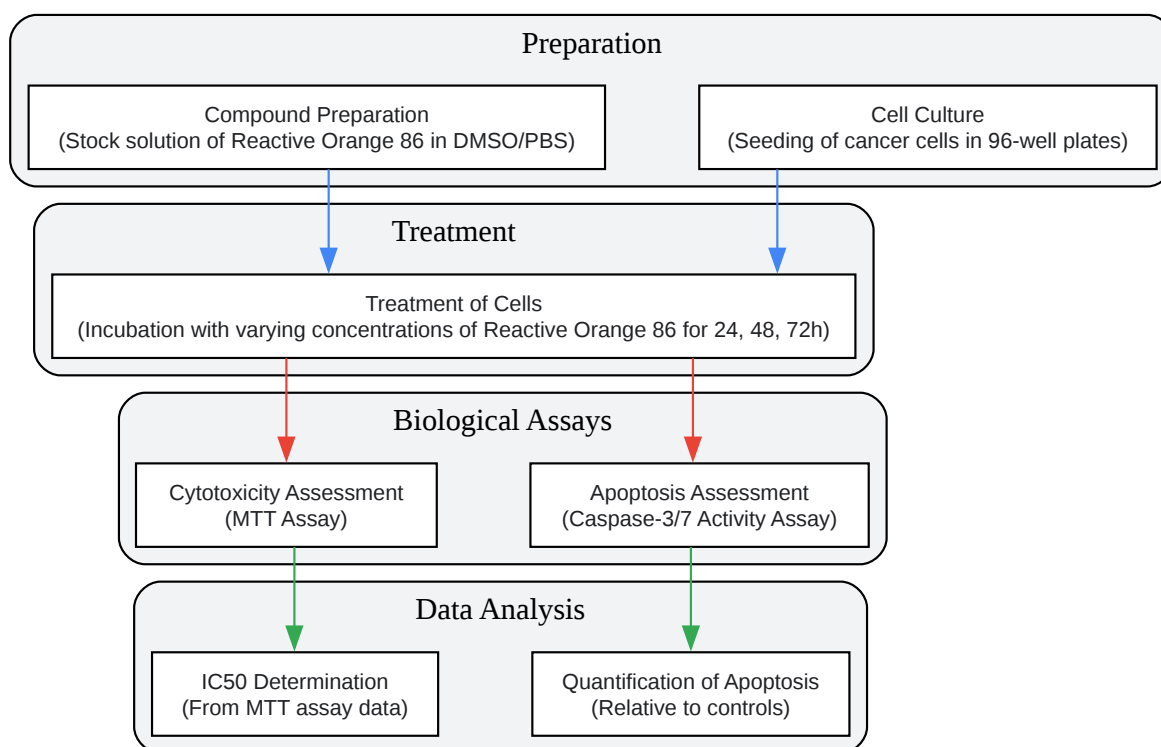 Preparation
Compound Preparation
(Stock solution of Reactive Orange 86 in DMSO/PBS)
Cell Culture
(Seeding of cancer cells in 96-well plates)
Treatment
Treatment of Cells
(Incubation with varying concentrations of Reactive Orange 86 for 24, 48, 72h)
Biological Assays
Cytotoxicity Assessment
(MTT Assay)
Apoptosis Assessment
(Caspase-3/7 Activity Assay)
Data Analysis
IC50 Determination
(From MTT assay data)
Quantification of Apoptosis
(Relative to controls)